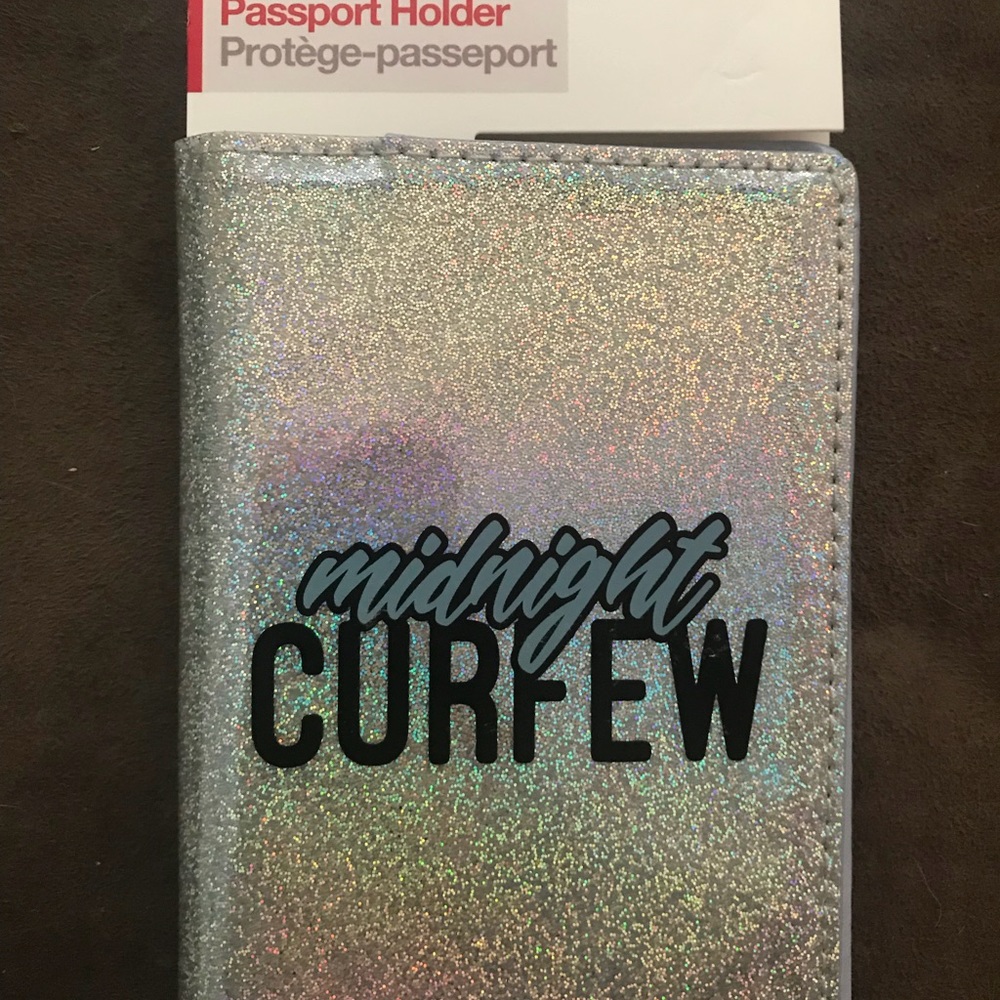 Passport Holder
Protège-passeport
midnight
CURFEW